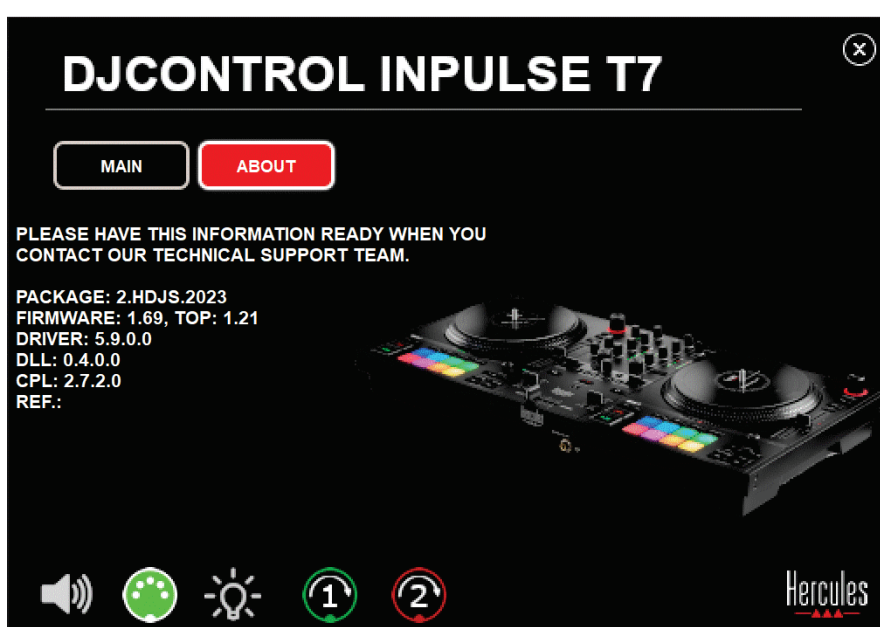 DJCONTROL INPULSE T7
MAIN
ABOUT
PLEASE HAVE THIS INFORMATION READY WHEN YOU
CONTACT OUR TECHNICAL SUPPORT TEAM.
PACKAGE: 2.HDJS.2023
FIRMWARE: 1.69, TOP: 1.21
DRIVER: 5.9.0.0
DLL: 0.4.0.0
CPL: 2.7.2.0
REF.:
1
2
Hercules